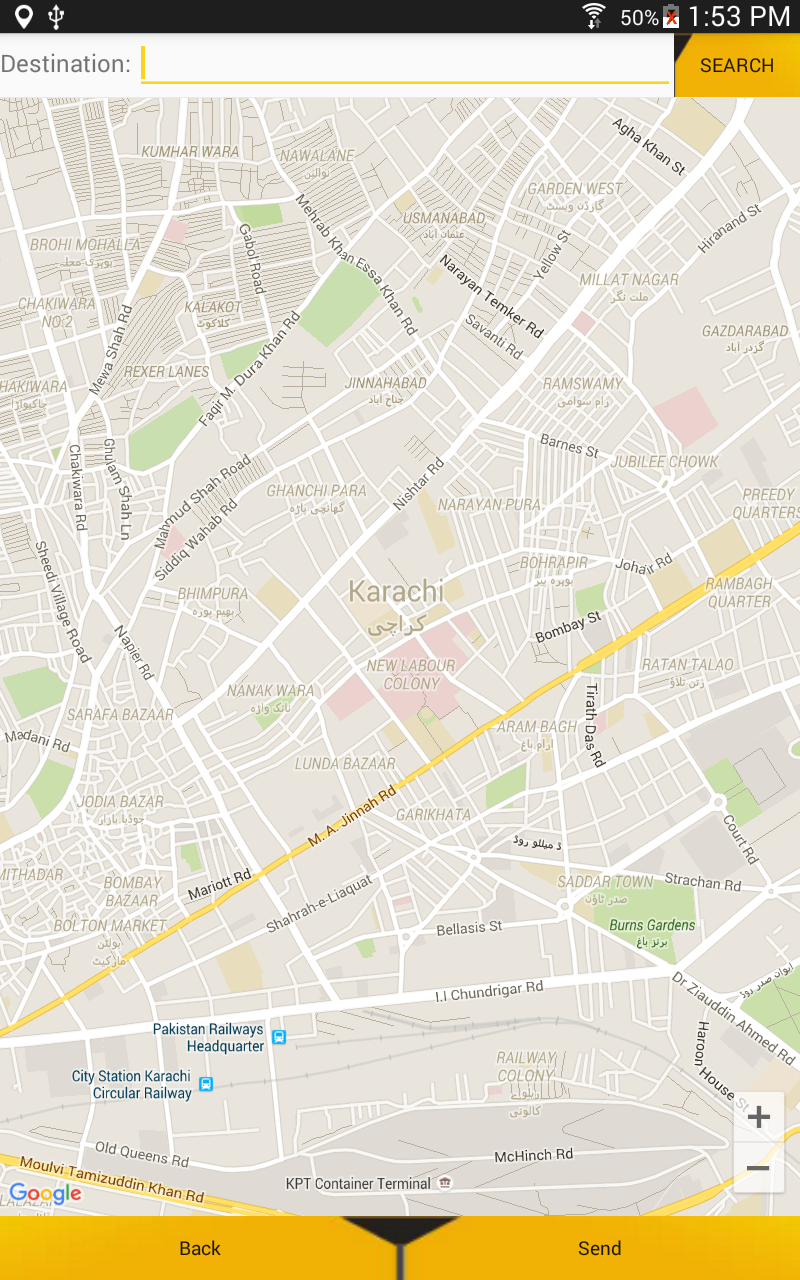 50%
1:53 PM
Destination:
SEARCH
Agha Khan St
KUMHAR WARA
NAWALANE
نوالین
GARDEN WEST
گارڈن ویسٹ
Mehrab Khan Essa Khan Rd
USMANABAD
عثمان آباد
Hiranand St
Gabol Road
BROHI MOHALLA
Yellow St
Narayan Temker Rd
MILLAT NAGAR
ملت نگر
CHAKIWARA
NO.2
KALAKOT
کلاکوٹ
Mewa Shah Rd
Savanti Rd
GAZDARABAD
گزدر آباد
REXER LANES
Faqir M. Dura Khan Rd
JINNAHABAD
جناح آباد
RAMSWAMY
رام سوامی
HAKIWARA
چاکیواڑا
Chakiwara Rd
Ghulam Shah Ln
Mahmud Shah Road
Barnes St
JUBILEE CHOWK
Nishtar Rd
GHANCHI PARA
گھانچی پاڑہ
NARAYAN PURA
PREEDY
QUARTERS
Siddiq Wahab Rd
Sheedi Village Road
BOHRAPIR
بوہرہ پیر
Johar Rd
BHIMPURA
بھیم پورہ
Karachi
کراچی
RAMBAGH
QUARTER
Napier Rd
Bombay St
NEW LABOUR
COLONY
RATAN TALAO
رتن تلاؤ
NANAK WARA
نانک واڑہ
Tirath Das Rd
SARAFA BAZAAR
Madani Rd
ARAM BAGH
آرام باغ
LUNDA BAZAAR
JODIA BAZAR
جوڈیا بازار
M. A. Jinnah Rd
GARIKHATA
Court Rd
ڈ میللو روڈ
MITHADAR
BOMBAY
BAZAAR
Mariott Rd
Shahrah-e-Liaquat
SADDAR TOWN
صدر ٹاؤن
Strachan Rd
BOLTON MARKET
بولٹن
مارکیٹ
Bellasis St
Burns Gardens
برنز باغ
ایوان صدر روڈ
I.I Chundrigar Rd
Dr Ziauddin Ahmed Rd
Pakistan Railways
Headquarter
Haroon House St
City Station Karachi
Circular Railway
RAILWAY
COLONY
ریلوے
کالونی
+
−
Old Queens Rd
McHinch Rd
Moulvi Tamizuddin Khan Rd
KPT Container Terminal
Google
Back
Send